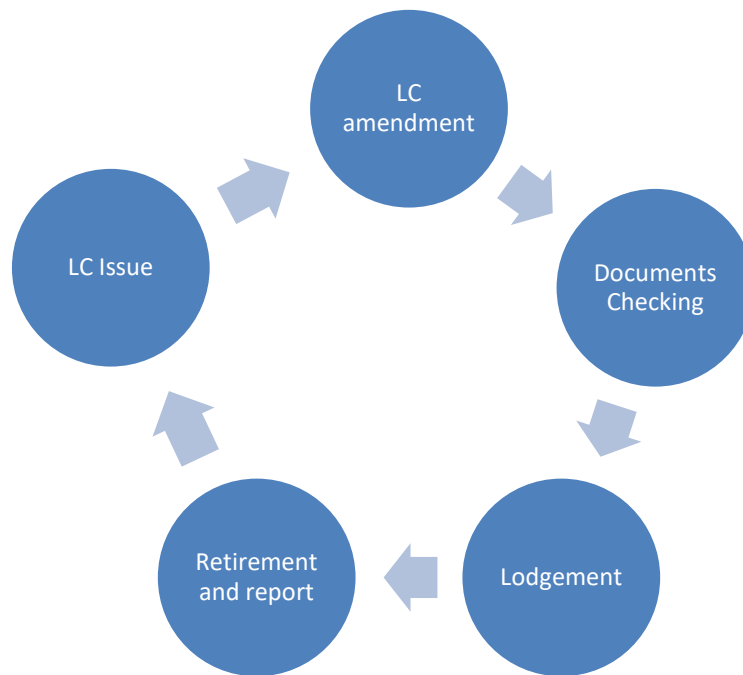 LC
amendment
Documents
Checking
Lodgement
Retirement
and report
LC Issue